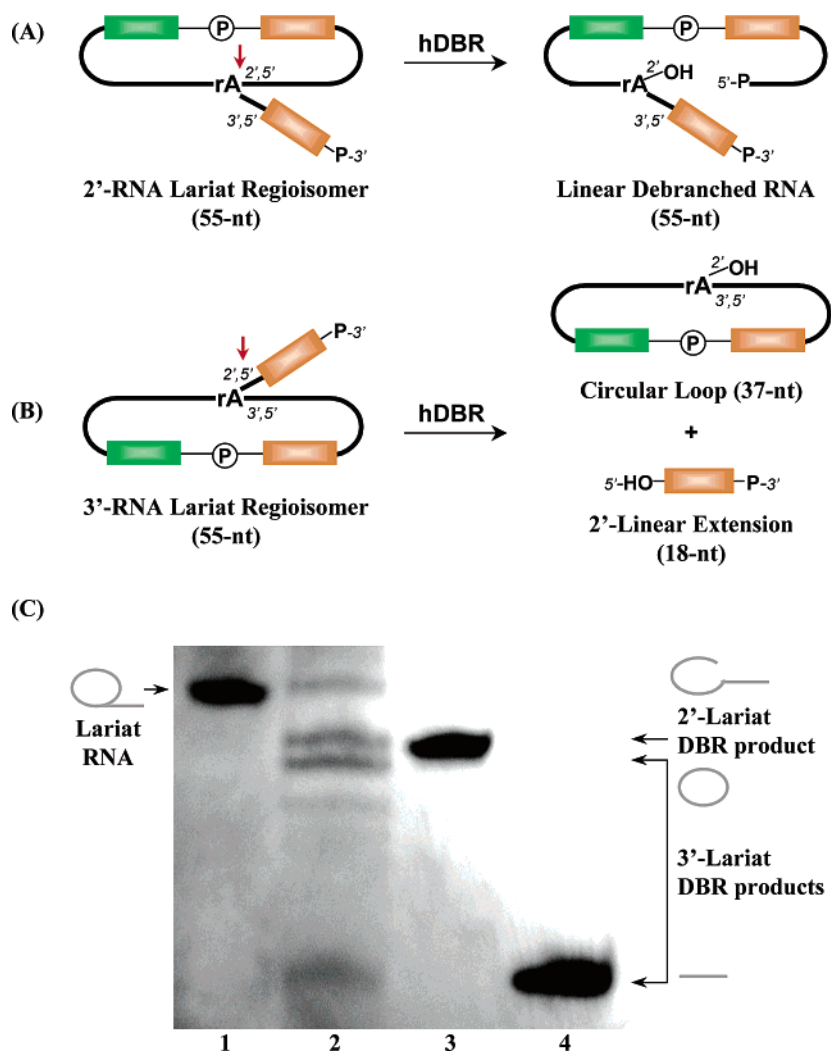 (A)
P
hDBR
P
rA 2',5'
3',5'
P-3'
rA 2' OH
5'-P
3',5'
P-3'
2'-RNA Lariat Regioisomer
(55-nt)
Linear Debranched RNA
(55-nt)
(B)
P-3'
2',5'
rA
3',5'
P
3'-RNA Lariat Regioisomer
(55-nt)
hDBR
2'
rA OH
3',5'
P
Circular Loop (37-nt)
+
5'-HO
P-3'
2'-Linear Extension
(18-nt)
(C)
Lariat
RNA
2'-Lariat
DBR product
3'-Lariat
DBR products
1 2 3 4